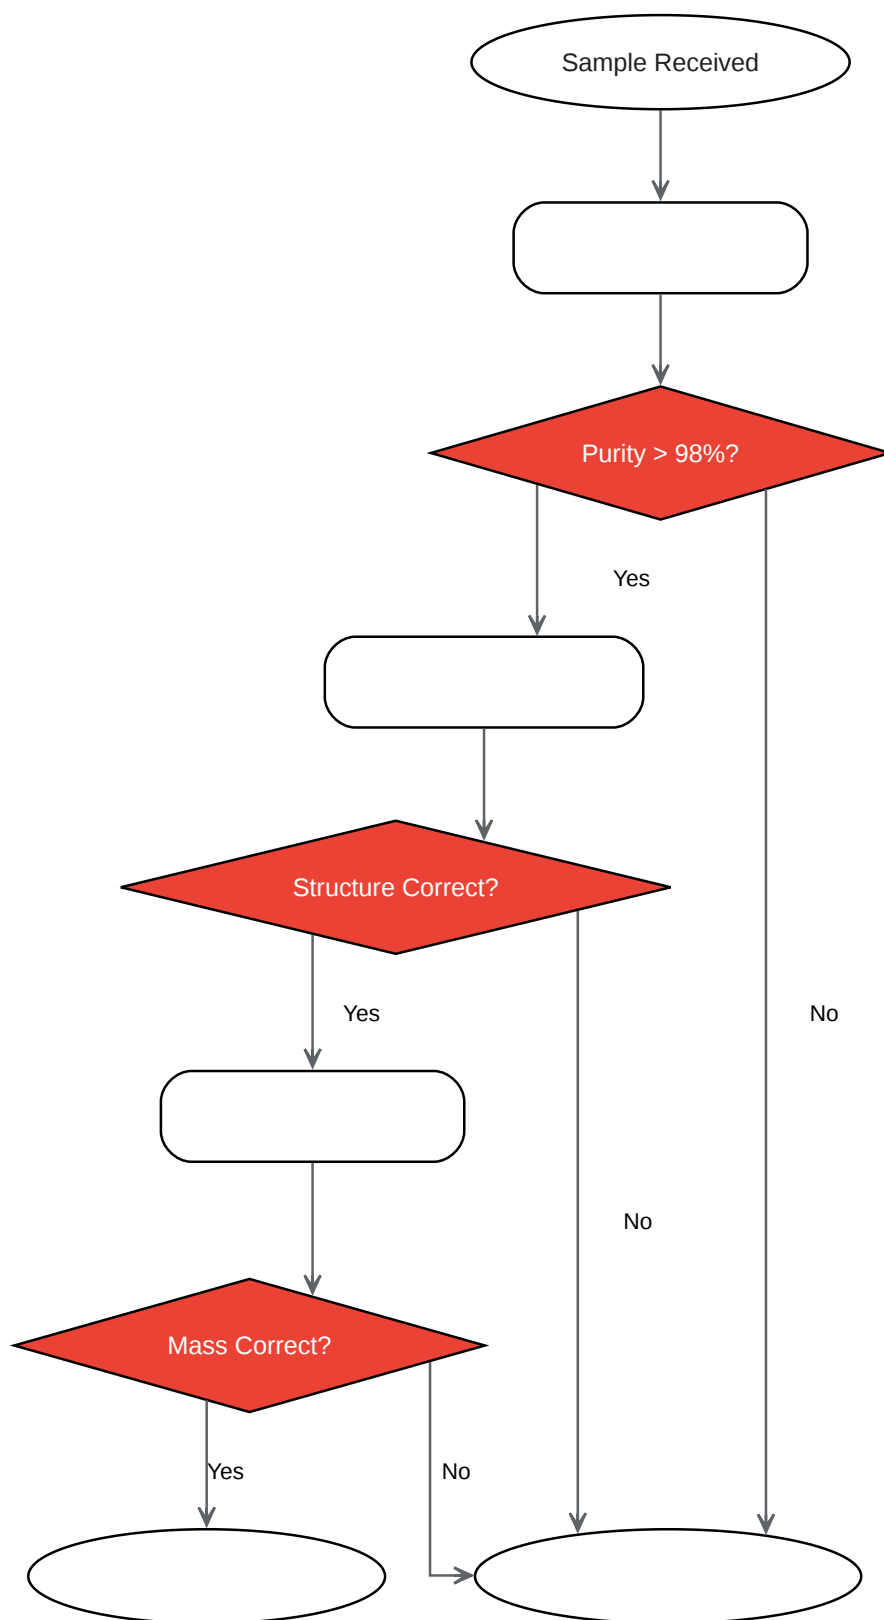 Sample Received
Purity > 98%?
Yes
Structure Correct?
Yes
No
No
Mass Correct?
Yes
No